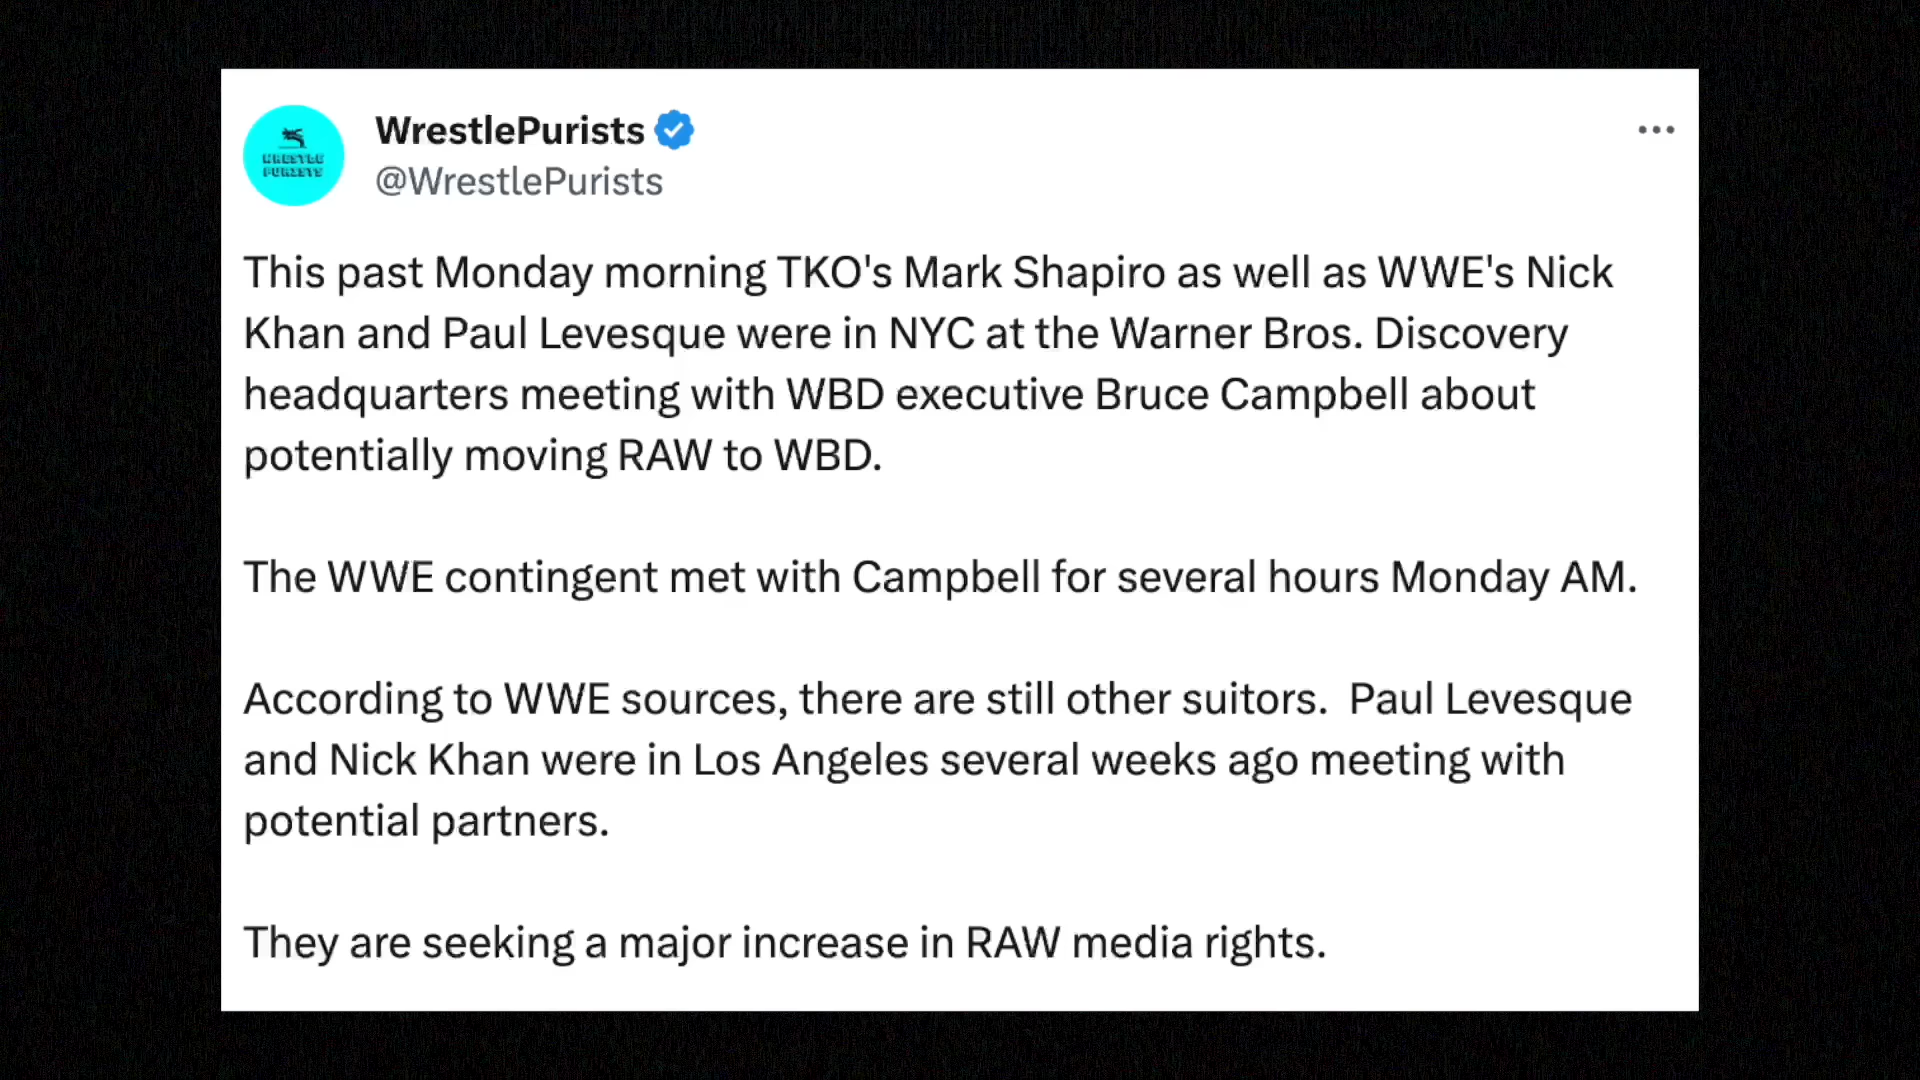 WRESTLE
PURISTS
WrestlePurists
@WrestlePurists
This past Monday morning TKO's Mark Shapiro as well as WWE's Nick
Khan and Paul Levesque were in NYC at the Warner Bros. Discovery
headquarters meeting with WBD executive Bruce Campbell about
potentially moving RAW to WBD.
The WWE contingent met with Campbell for several hours Monday AM.
According to WWE sources, there are still other suitors.  Paul Levesque
and Nick Khan were in Los Angeles several weeks ago meeting with
potential partners.
They are seeking a major increase in RAW media rights.